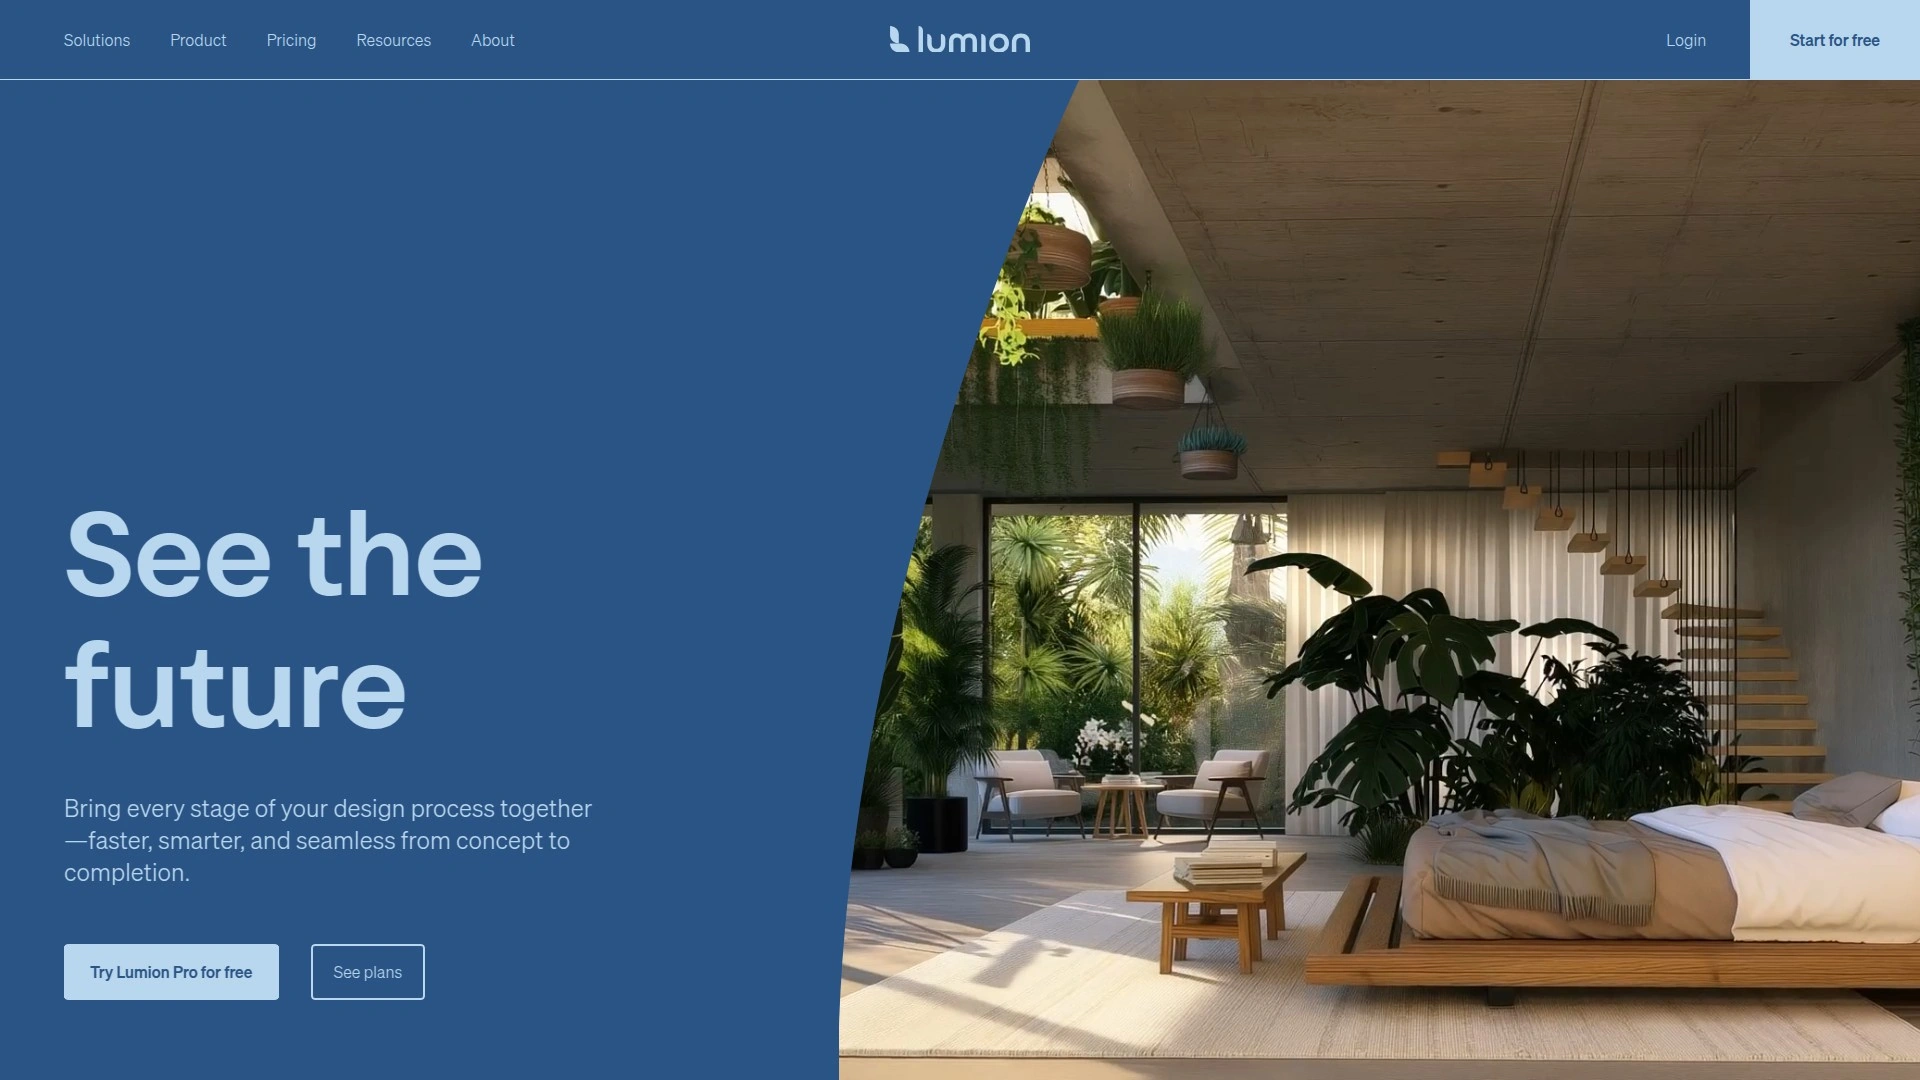 Solutions
Product
Pricing
Resources
About
lumion
Login
Start for free
See the
future
Bring every stage of your design process together
—faster, smarter, and seamless from concept to
completion.
Try Lumion Pro for free
See plans